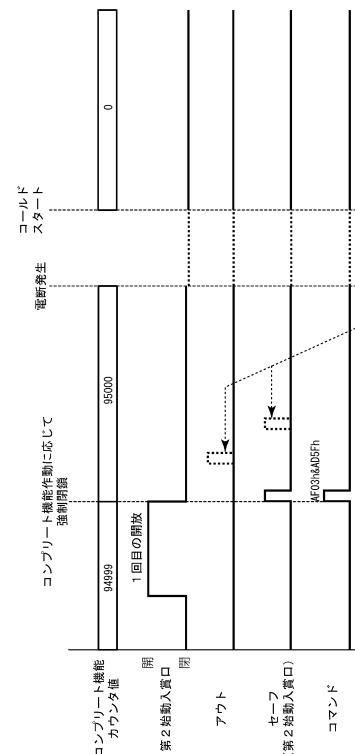 コールド
スタート
電断発生
コンプリート機能作動に応じて
強制閉鎖
コンプリート機能
カウンタ値
94999
95000
0
第２始動入賞口
開
閉
１回目の開放
アウト
セーフ
第２始動入賞口）
コマンド
AF03h&AD5Fh